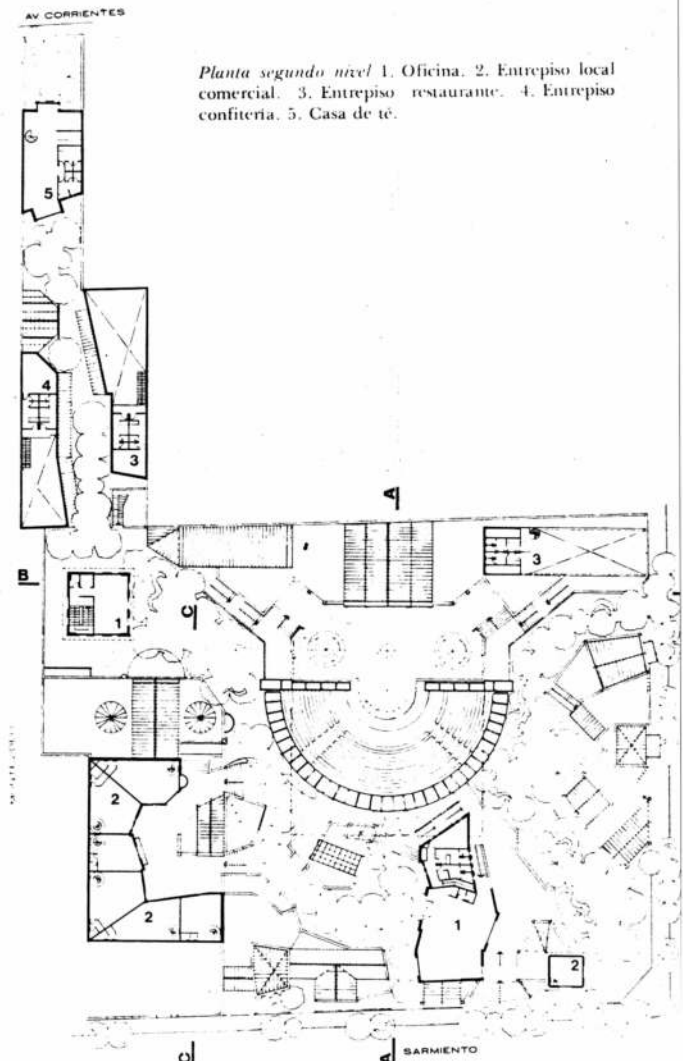 AV CORRIENTES
Planta segundo nivel 1. Oficina. 2. Entrepiso local
comercial. 3. Entrepiso restaurante. 4. Entrepiso
confitería. 5. Casa de té.
5
4
3
A
3
B
1
C
2
2
1
2
C
A
SARMIENTO